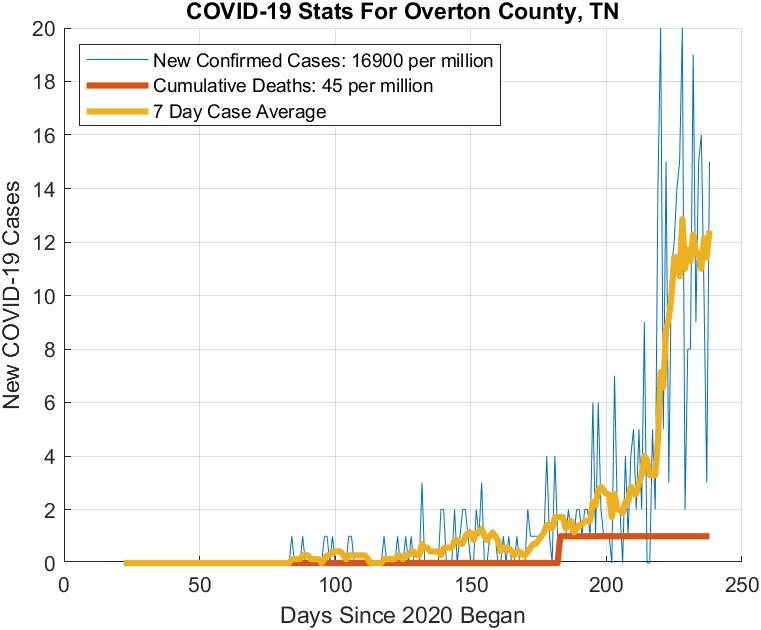 COVID-19 Stats For Overton County, TN
New Confirmed Cases: 16900 per million
Cumulative Deaths: 45 per million
7 Day Case Average
New COVID-19 Cases
20
18
16
14
12
10
8
6
4
2
0
0 50 100 150 200 250
Days Since 2020 Began